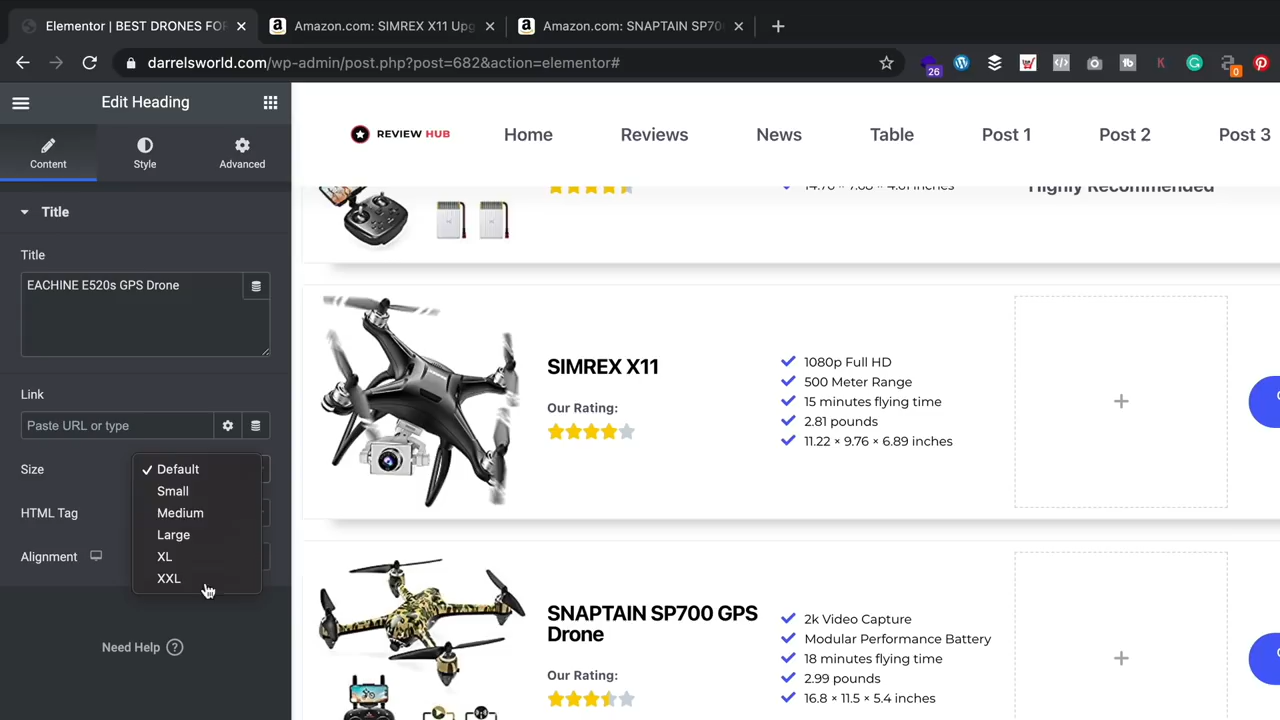 Elementor | BEST DRONES FOR
Amazon.com: SIMREX X11 Upg
Amazon.com: SNAPTAIN SP70
darrelsworld.com/wp-admin/post.php?post=682&action=elementor#
26
0
Edit Heading
Content
Style
Advanced
Title
Title
EACHINE E520s GPS Drone
Link
Paste URL or type
Size
Default
Small
Medium
Large
XL
XXL
HTML Tag
Alignment
Need Help
REVIEW HUB
Home
Reviews
News
Table
Post 1
Post 2
Post 3
Highly Recommended
SIMREX X11
Our Rating:
1080p Full HD
500 Meter Range
15 minutes flying time
2.81 pounds
11.22 × 9.76 × 6.89 inches
SNAPTAIN SP700 GPS
Drone
Our Rating:
2k Video Capture
Modular Performance Battery
18 minutes flying time
2.99 pounds
16.8 × 11.5 × 5.4 inches